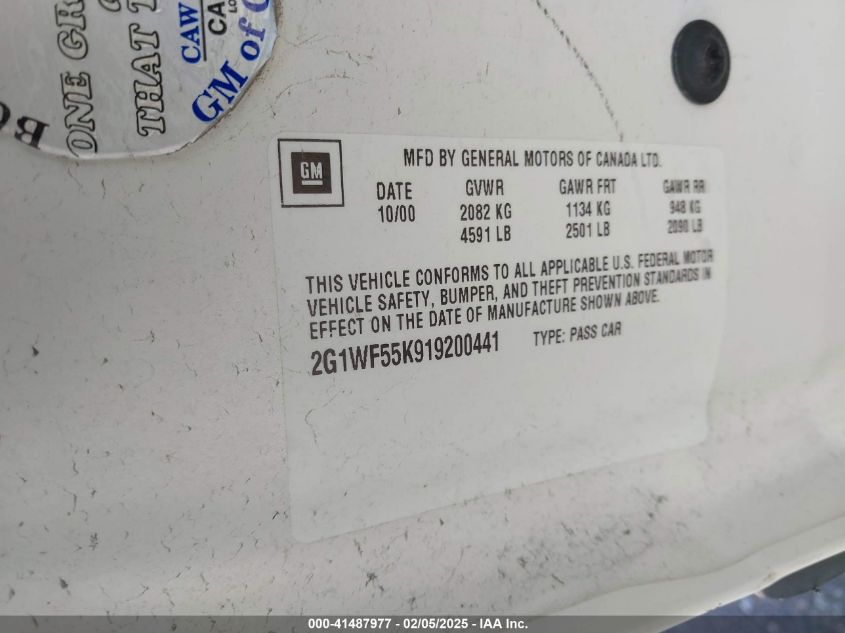 ONE GR
THAT T
CAW
CA
LO
GM of C
GM
MFD BY GENERAL MOTORS OF CANADA LTD.
DATE GVWR GAWR FRT GAWR RR
10/00 2082 KG 1134 KG 948 KG
4591 LB 2501 LB 2090 LB
THIS VEHICLE CONFORMS TO ALL APPLICABLE U.S. FEDERAL MOTOR
VEHICLE SAFETY, BUMPER, AND THEFT PREVENTION STANDARDS IN
EFFECT ON THE DATE OF MANUFACTURE SHOWN ABOVE.
2G1WF55K919200441 TYPE: PASS CAR
000-41487977 - 02/05/2025 - IAA Inc.